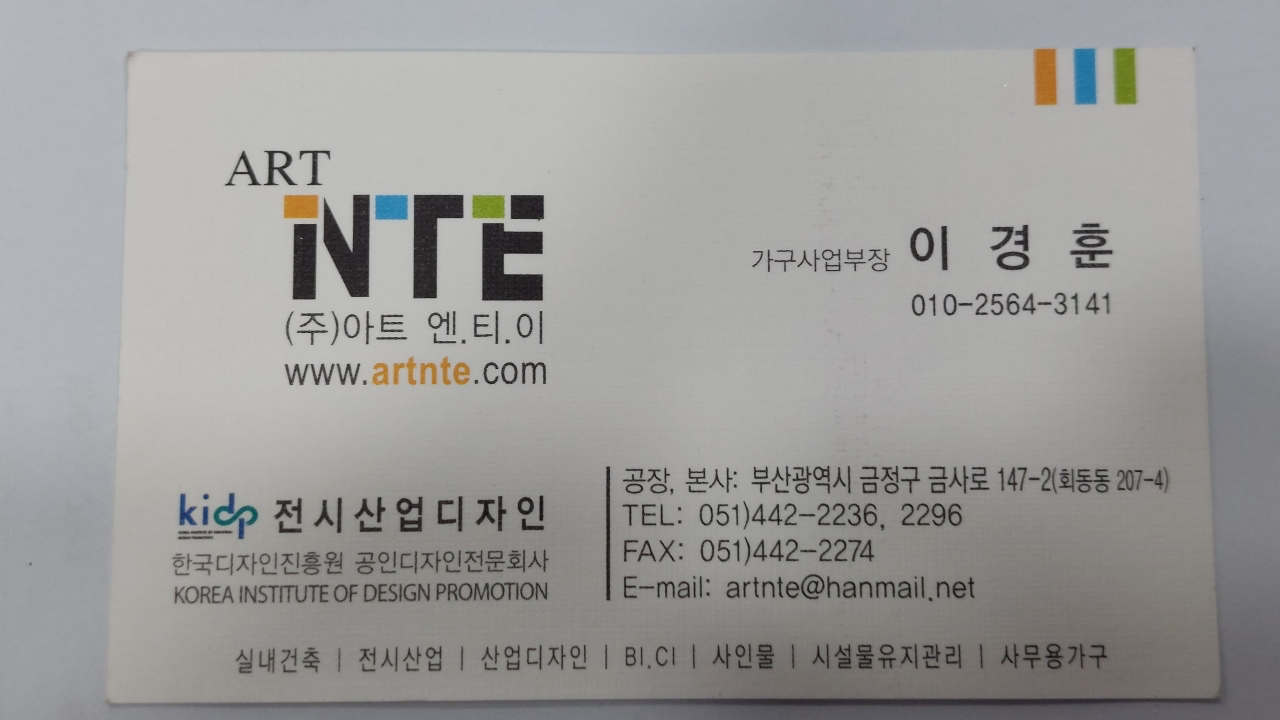 ART
NTE
(주)아트 엔.티.이
www.artnte.com
가구사업부장 이 경 훈
010-2564-3141
kidp 전시산업디자인
한국디자인진흥원 공인디자인전문회사
KOREA INSTITUTE OF DESIGN PROMOTION
공장, 본사: 부산광역시 금정구 금사로 147-2(회동동 207-4)
TEL: 051)442-2236, 2296
FAX: 051)442-2274
E-mail: artnte@hanmail.net
실내건축 | 전시산업 | 산업디자인 | BI.CI | 사인물 | 시설물유지관리 | 사무용가구